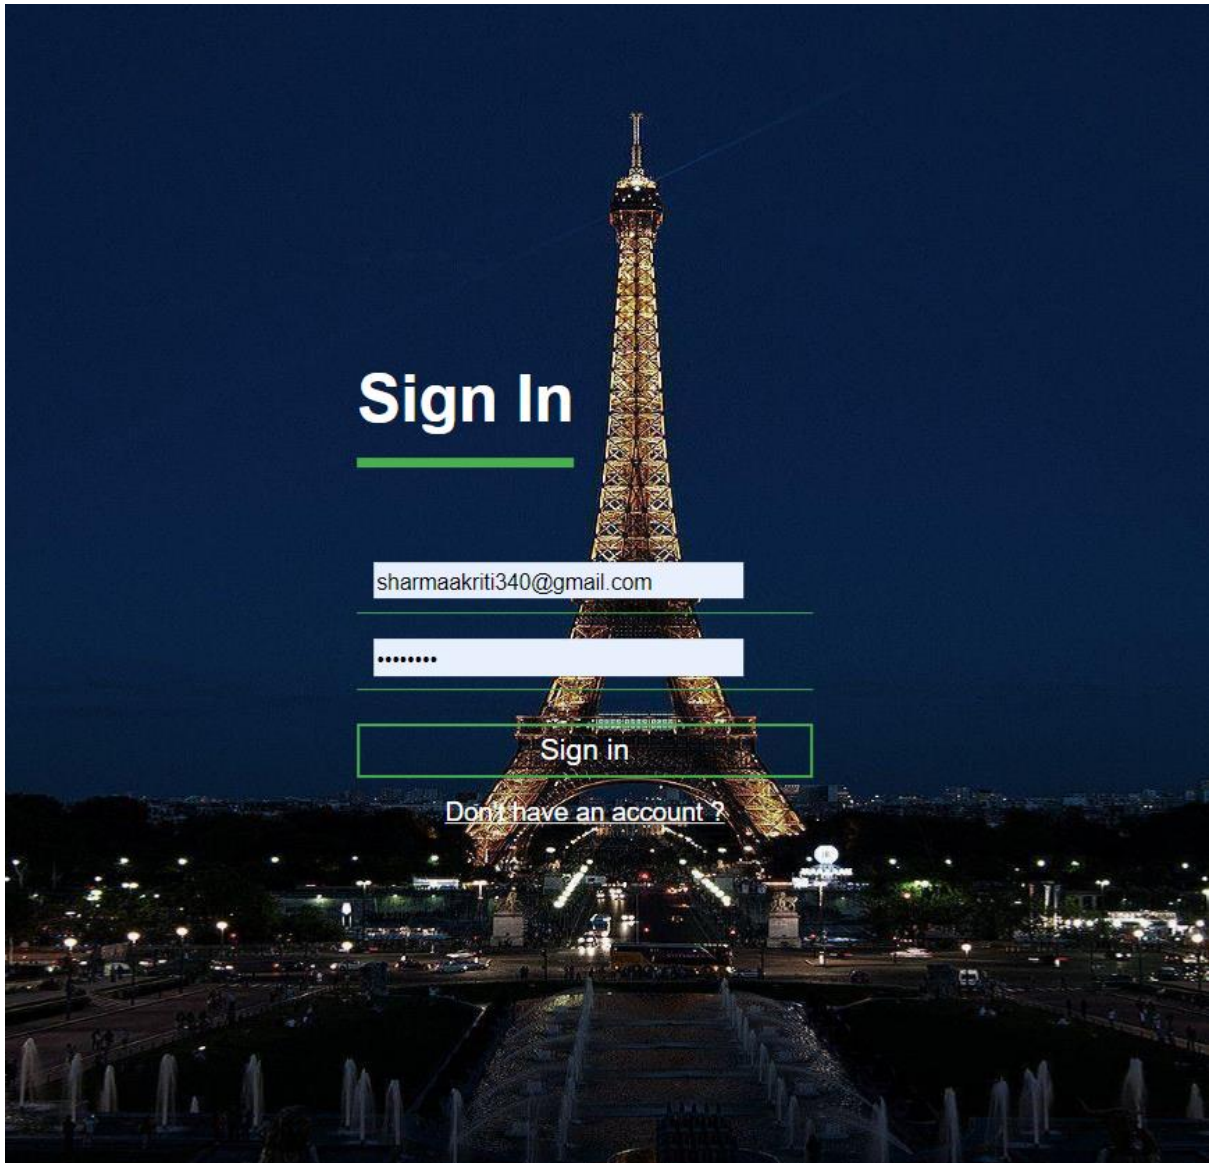 Sign In
sharmaakriti340@gmail.com
••••••••
Sign in
Don't have an account ?